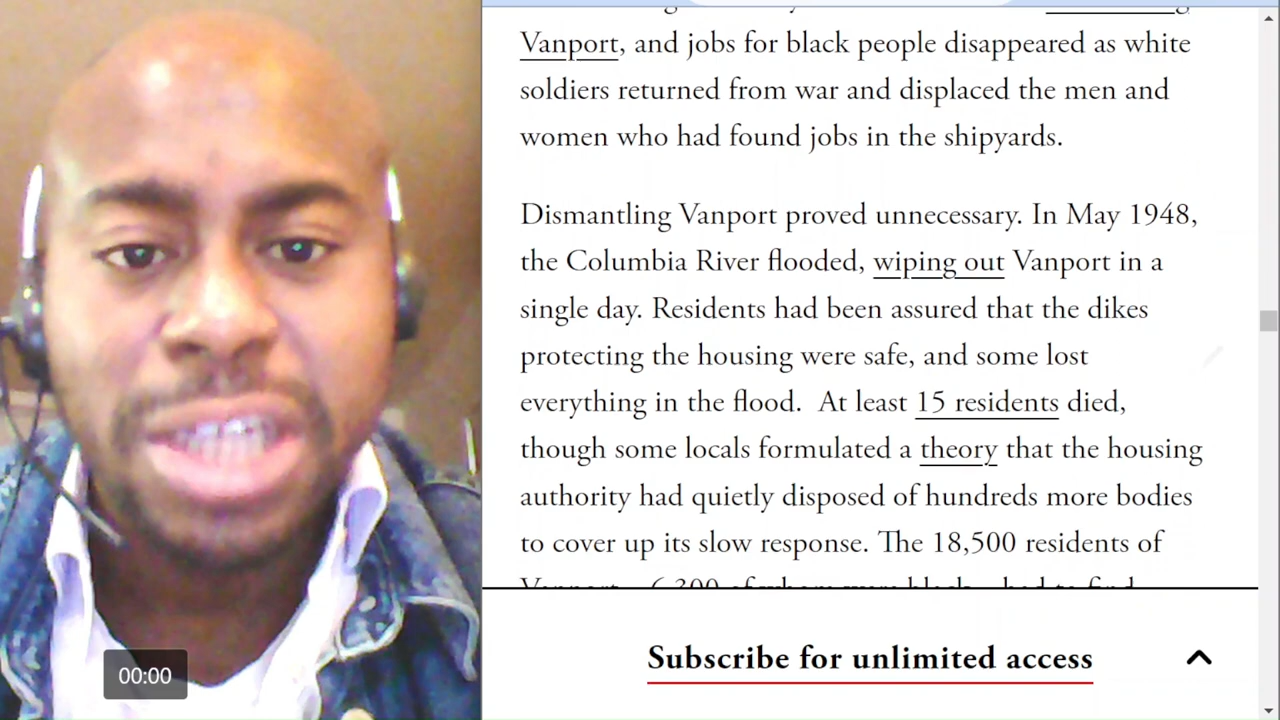 Vanport, and jobs for black people disappeared as white
soldiers returned from war and displaced the men and
women who had found jobs in the shipyards.
Dismantling Vanport proved unnecessary. In May 1948,
the Columbia River flooded, wiping out Vanport in a
single day. Residents had been assured that the dikes
protecting the housing were safe, and some lost
everything in the flood.  At least 15 residents died,
though some locals formulated a theory that the housing
authority had quietly disposed of hundreds more bodies
to cover up its slow response. The 18,500 residents of
Subscribe for unlimited access
00:00